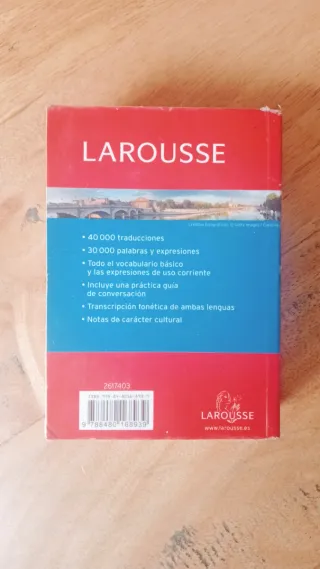 LAROUSSE
• 40 000 traducciones
• 30 000 palabras y expresiones
• Todo el vocabulario básico
y las expresiones de uso corriente
• Incluye una práctica guía
de conversación
• Transcripción fonética de ambas lenguas
• Notas de carácter cultural
2617403
LAROUSSE
www.larousse.es